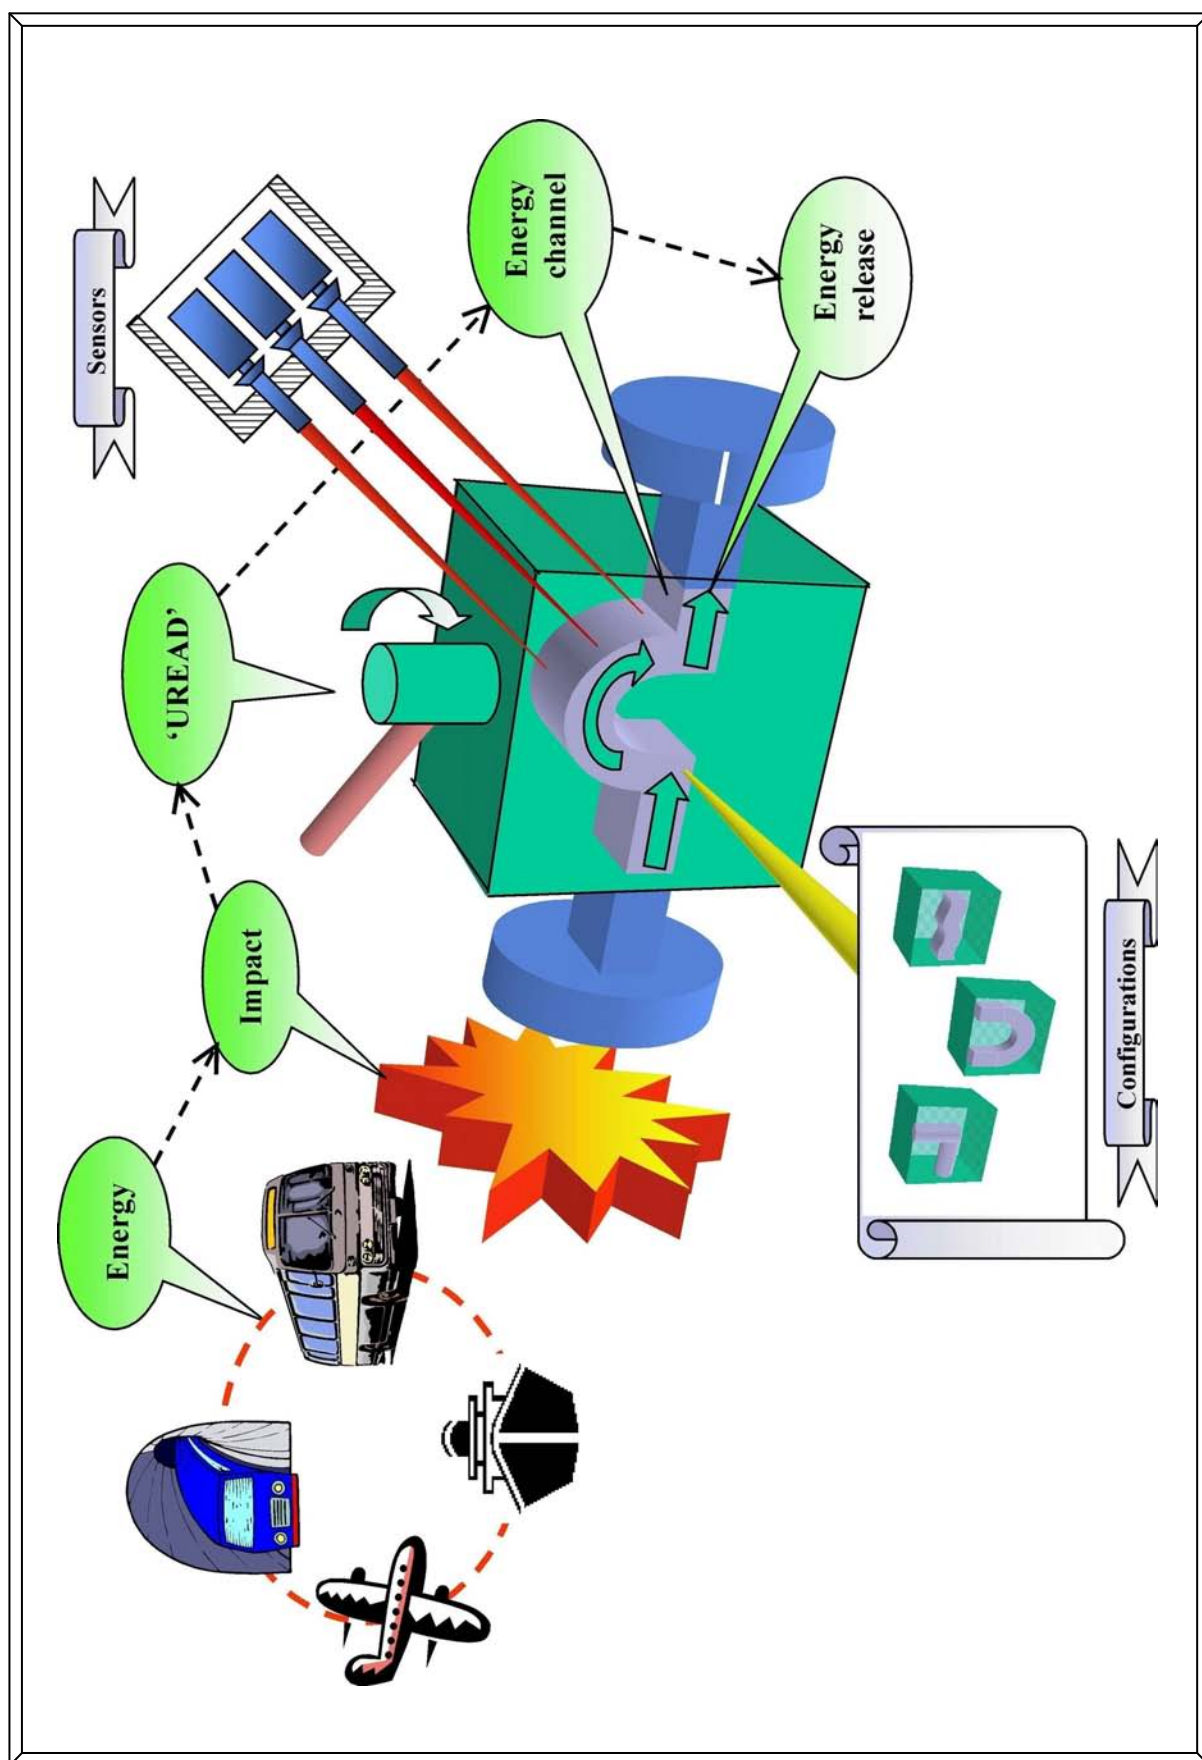 Sensors
Energy
Impact
‘UREAD’
Energy
channel
Energy
release
Configurations